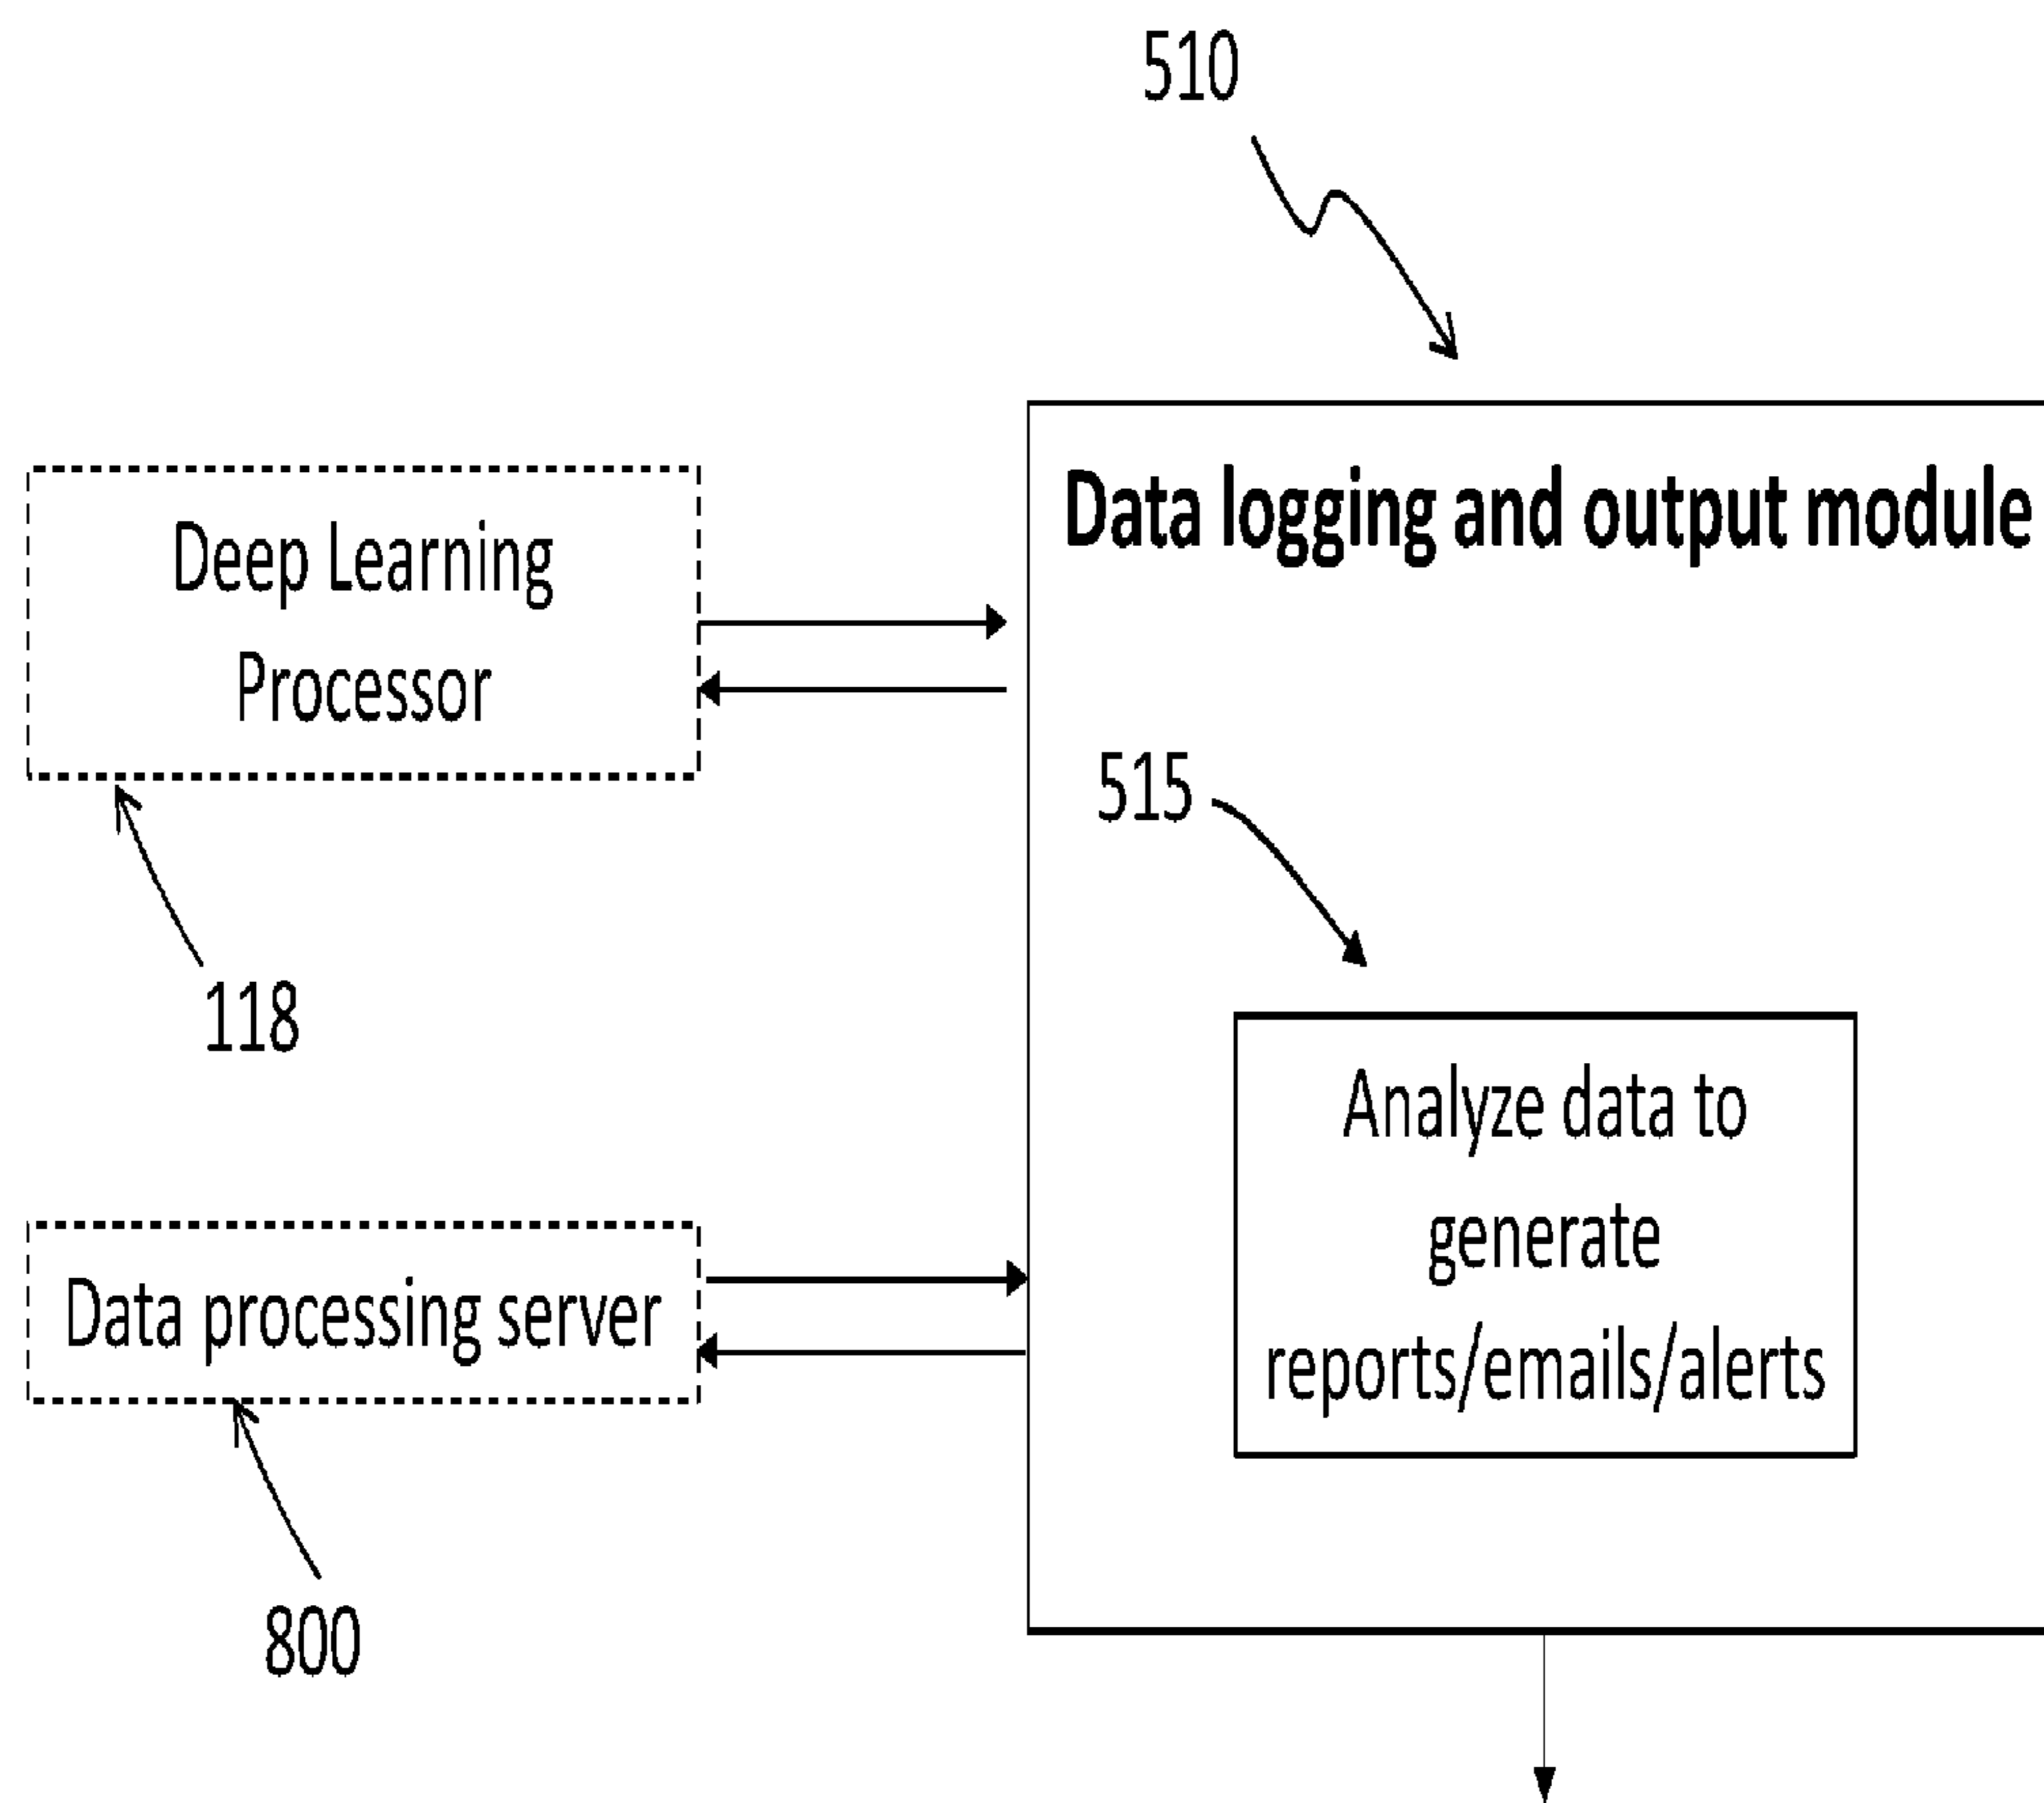 510
Data logging and output module
Deep Learning
Processor
515
118
Analyze data to
generate
reports/emails/alerts
Data processing server
800